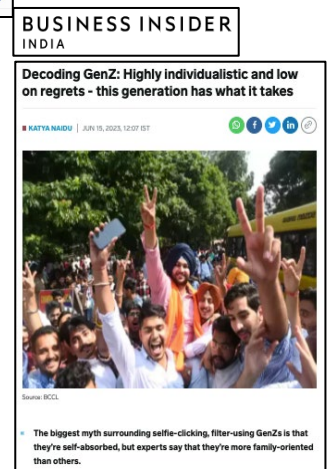 BUSINESS INSIDER
INDIA
Decoding GenZ: Highly individualistic and low
on regrets - this generation has what it takes
KATYA NAIDU | JUN 15, 2023, 12:07 IST
Source: BCCL
The biggest myth surrounding selfie-clicking, filter-using GenZs is that
they're self-absorbed, but experts say that they're more family-oriented
than others.